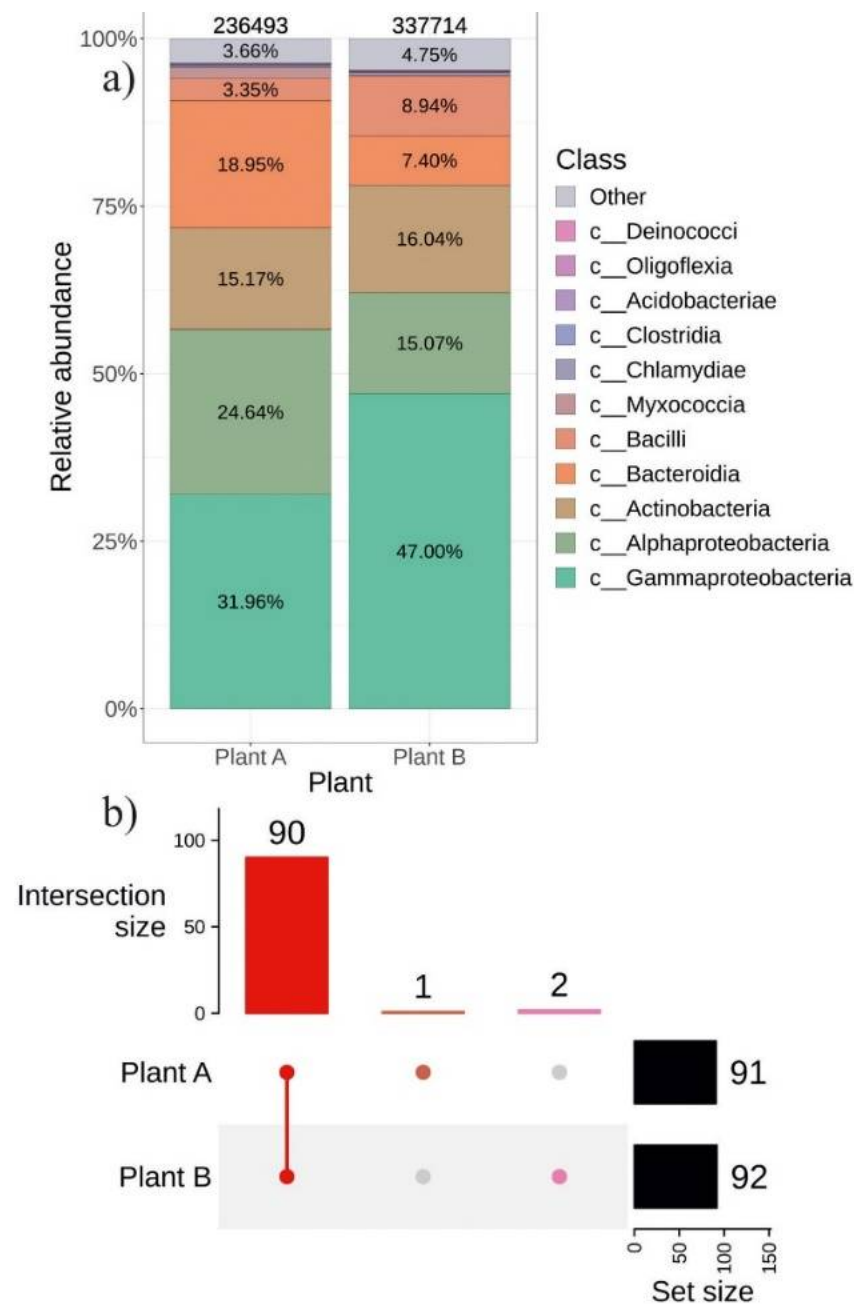 236493 337714
100%
a)
3.66% 4.75%
3.35% 8.94%
18.95% 7.40%
75%
15.17% 16.04%
50%
24.64% 15.07%
25%
31.96% 47.00%
0%
Relative abundance
Plant A Plant B
Plant
Class
Other
c__Deinococci
c__Oligoflexia
c__Acidobacteriae
c__Clostridia
c__Chlamydiae
c__Myxococcia
c__Bacilli
c__Bacteroidia
c__Actinobacteria
c__Alphaproteobacteria
c__Gammaproteobacteria
b)
Intersection
size
100
50
0
90 1 2
Plant A 91
Plant B 92
0 50 100 150
Set size